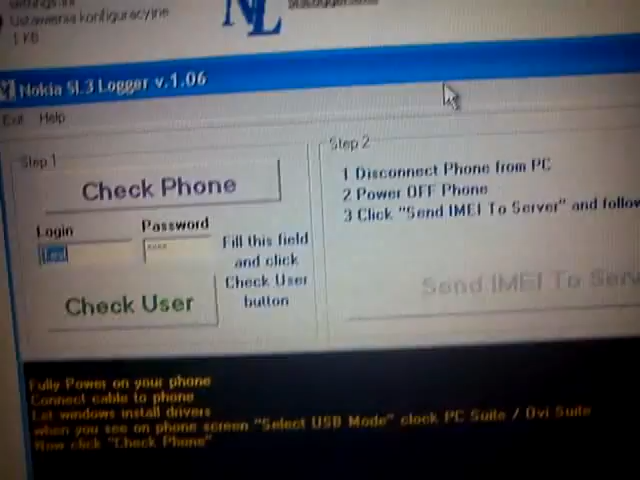 settings.ini
Ustawienia konfiguracyjne
1 KB
NL
Nokia SL3 Logger v.1.06
Exit Help
Step 1
Check Phone
Login
Password
Test
****
Fill this field
and click
Check User
button
Check User
Step 2
1 Disconnect Phone from PC
2 Power OFF Phone
3 Click "Send IMEI To Server" and follow
Send IMEI To Serv
Fully Power on your phone
Connect cable to phone
Let windows install drivers
when you see on phone screen "Select USB Mode" clock PC Suite / Ovi Suite
Now click "Check Phone"